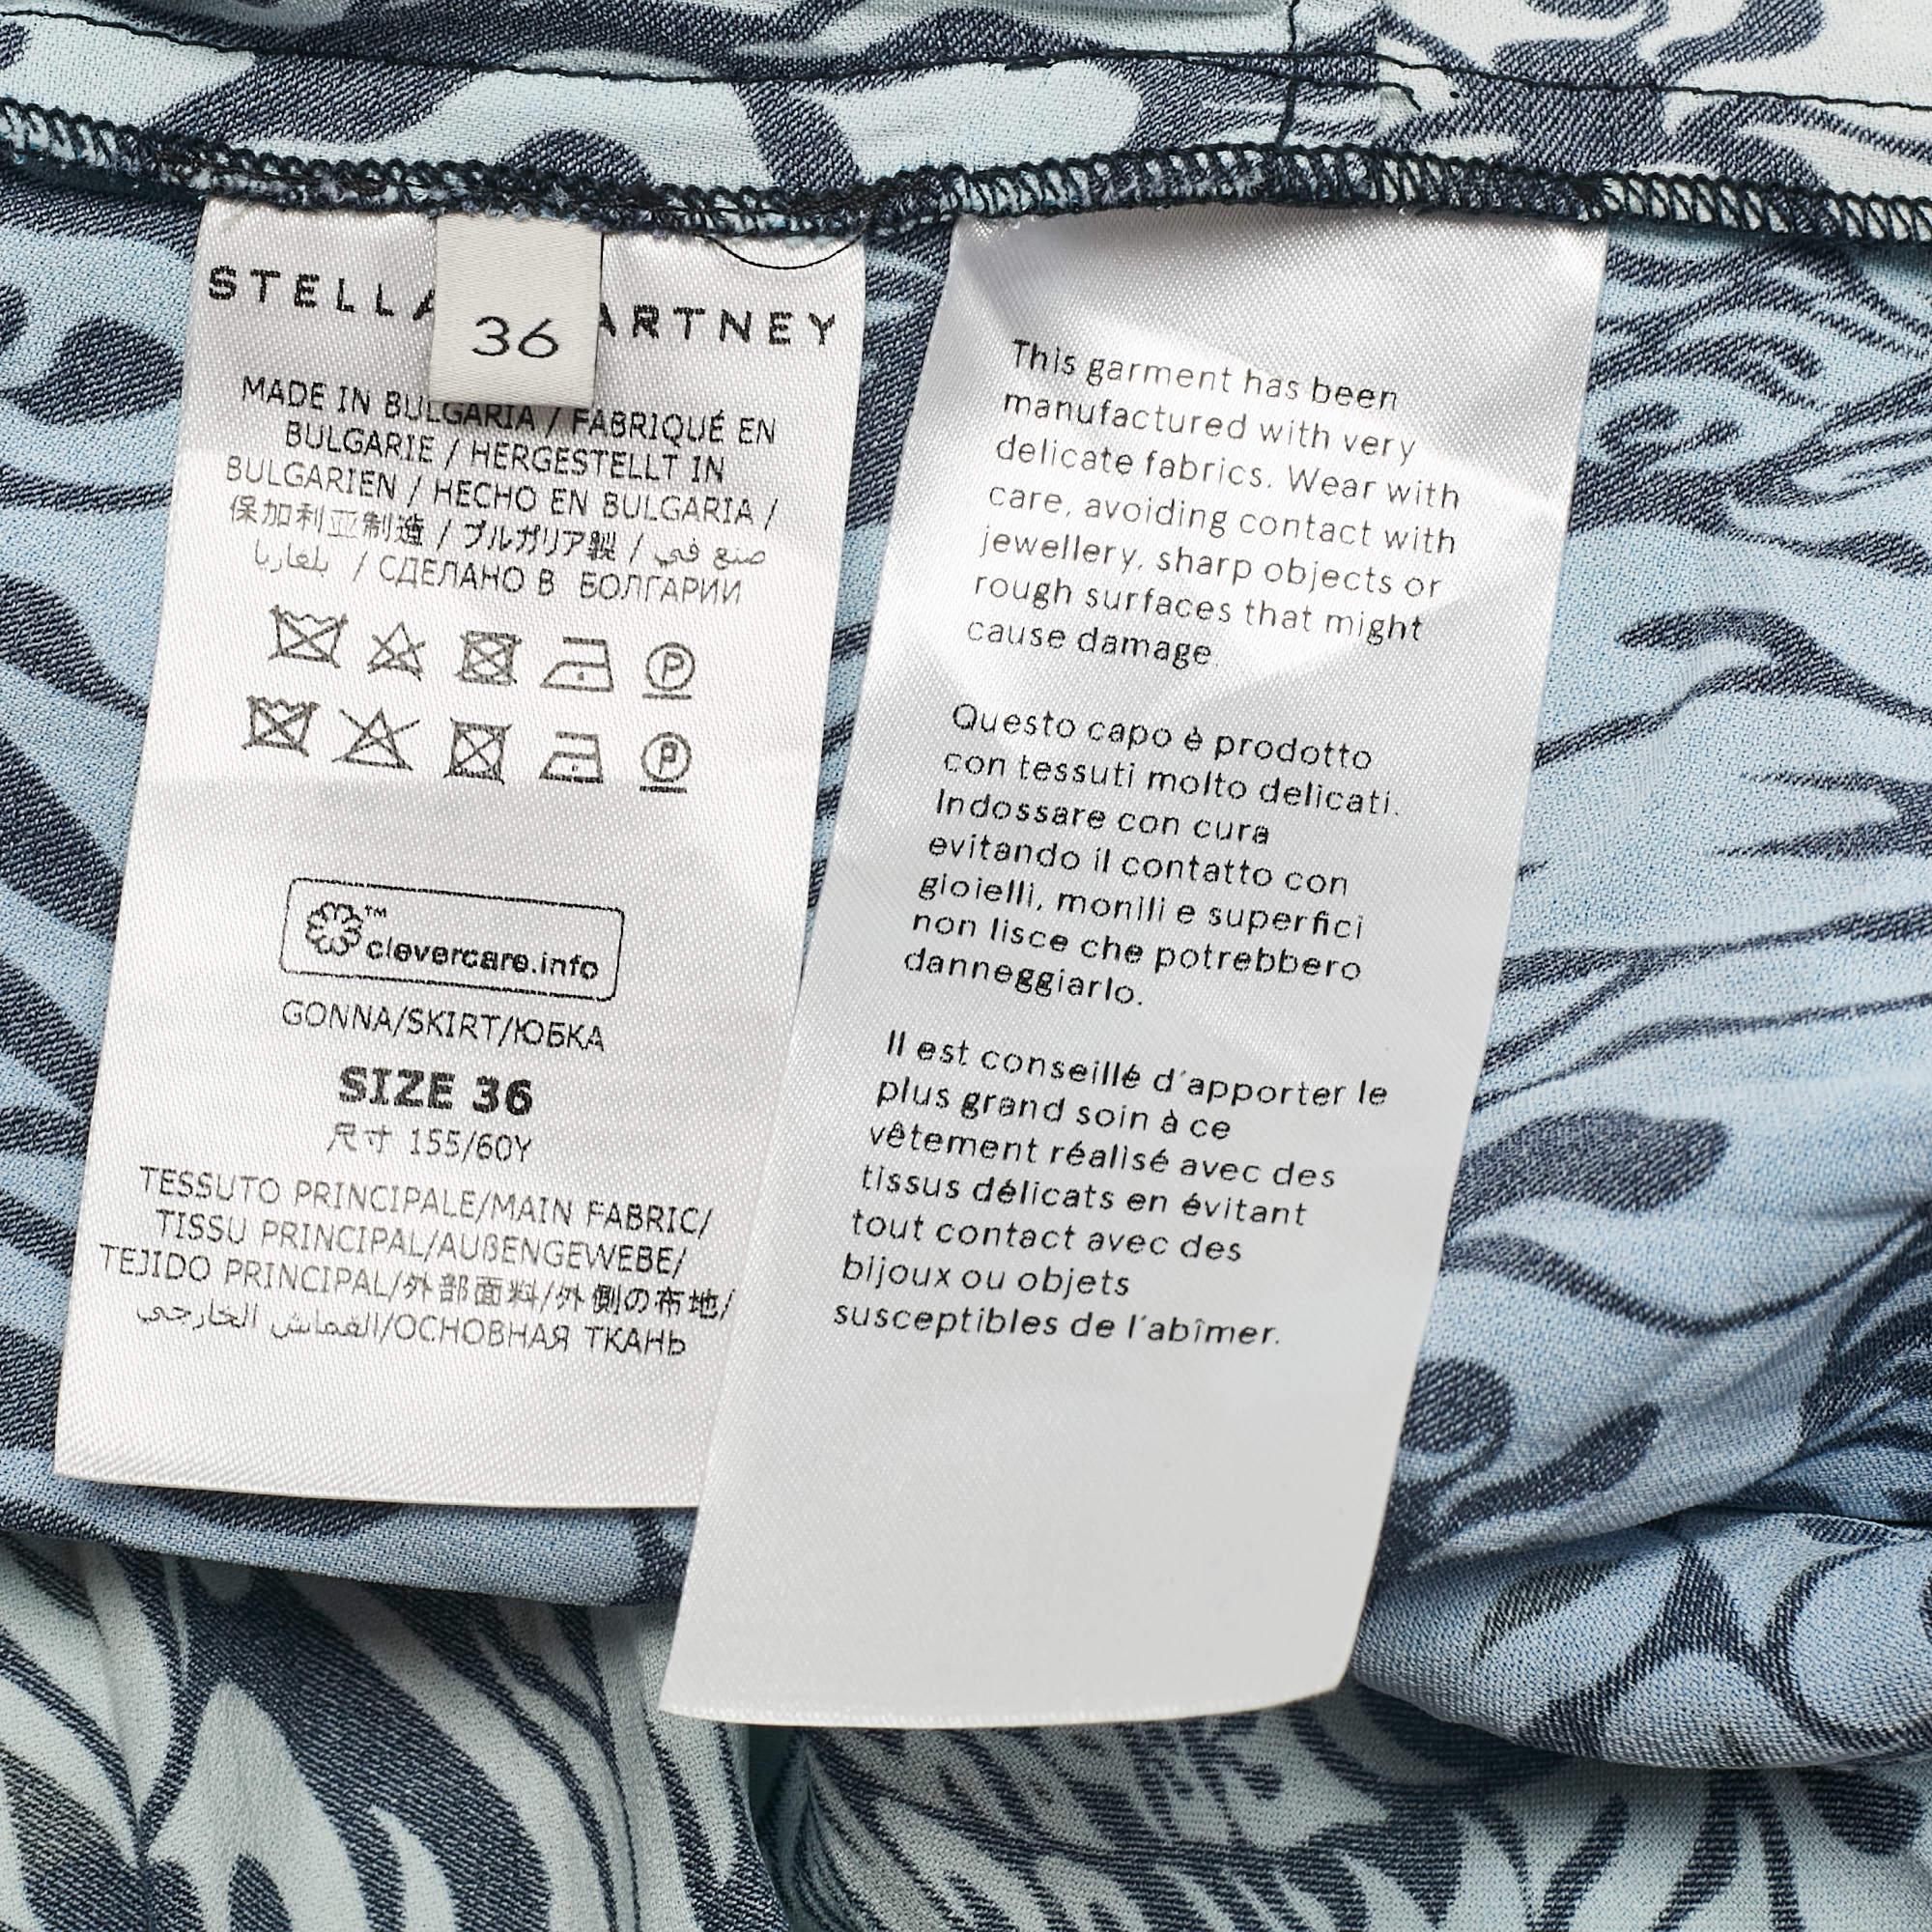 STELLA ARTNEY
36
MADE IN BULGARIA / FABRIQUÉ EN
BULGARIE / HERGESTELLT IN
BULGARIEN / HECHO EN BULGARIA /
保加利亚制造 / ブルガリア製 / صنع في
بلغاريا / СДЕЛАНО В БОЛГАРИИ
P
P
™
clevercare.info
GONNA/SKIRT/ЮБКА
SIZE 36
尺寸 155/60Y
TESSUTO PRINCIPALE/MAIN FABRIC/
TISSU PRINCIPAL/AUßENGEWEBE/
TEJIDO PRINCIPAL/外部面料/外側の布地/
القماش الخارجي/ОСНОВНАЯ ТКАНЬ
This garment has been
manufactured with very
delicate fabrics. Wear with
care, avoiding contact with
jewellery, sharp objects or
rough surfaces that might
cause damage.
Questo capo è prodotto
con tessuti molto delicati.
Indossare con cura
evitando il contatto con
gioielli, monili e superfici
non lisce che potrebbero
danneggiarlo.
Il est conseillé d'apporter le
plus grand soin à ce
vêtement réalisé avec des
tissus délicats en évitant
tout contact avec des
bijoux ou objets
susceptibles de l'abîmer.